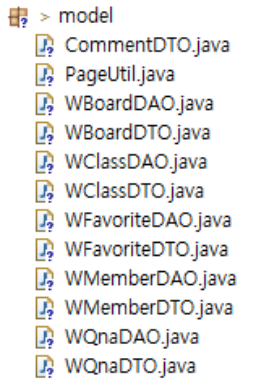 > model
CommentDTO.java
PageUtil.java
WBoardDAO.java
WBoardDTO.java
WClassDAO.java
WClassDTO.java
WFavoriteDAO.java
WFavoriteDTO.java
WMemberDAO.java
WMemberDTO.java
WQnaDAO.java
WQnaDTO.java